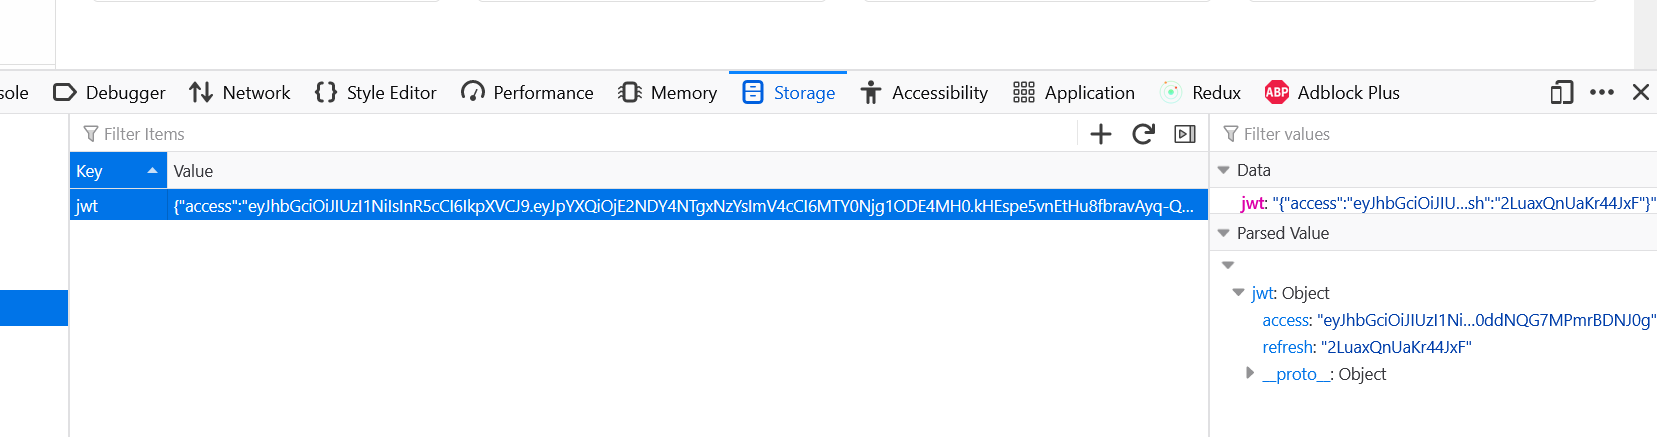 sole Debugger Network Style Editor Performance Memory Storage Accessibility Application Redux ABP Adblock Plus
Filter Items
Filter values
Key Value
Data
jwt {"access":"eyJhbGciOiJIUzI1NiIsInR5cCI6IkpXVCJ9.eyJpYXQiOjE2NDY4NTgxNzYsImV4cCI6MTY0Njg1ODE4MH0.kHEspe5vnEtHu8fbravAyq-Q...
jwt: "{"access":"eyJhbGciOiJIU...sh":"2LuaxQnUaKr44JxF"}"
Parsed Value
jwt: Object
access: "eyJhbGciOiJIUzI1Ni...0ddNQG7MPmrBDNJ0g"
refresh: "2LuaxQnUaKr44JxF"
__proto__: Object